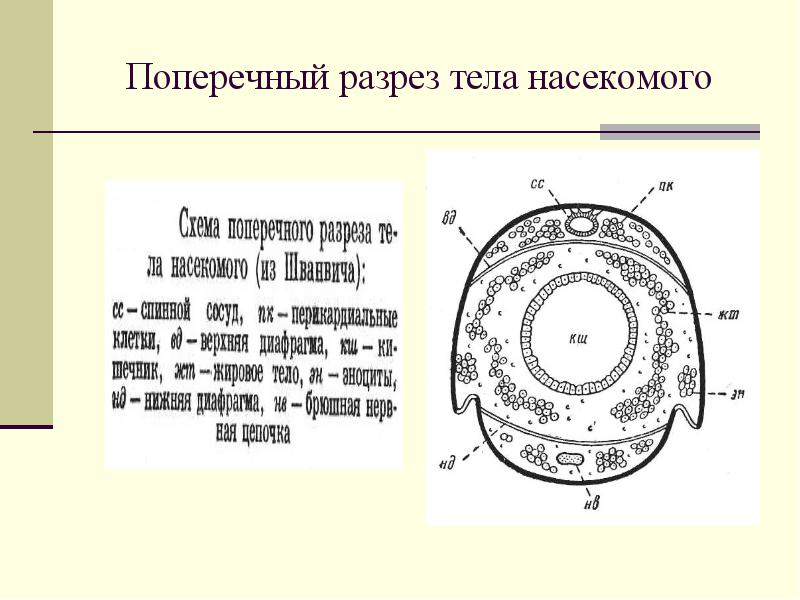 Поперечный разрез тела насекомого
Схема поперечного разреза те-
ла насекомого (из Шванвича):
сс – спинной сосуд, пк – перикардиальные
клетки, вд – верхняя диафрагма, кщ – ки-
шечник, жт – жировое тело, эн – эноциты,
нд – нижняя диафрагма, нв – брюшная нерв-
ная цепочка
сс
пк
вд
жт
кщ
эн
нд
нв